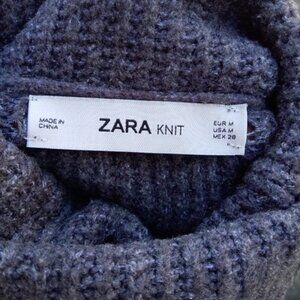 MADE IN
CHINA
ZARA KNIT
EUR M
USA M
MEX 28